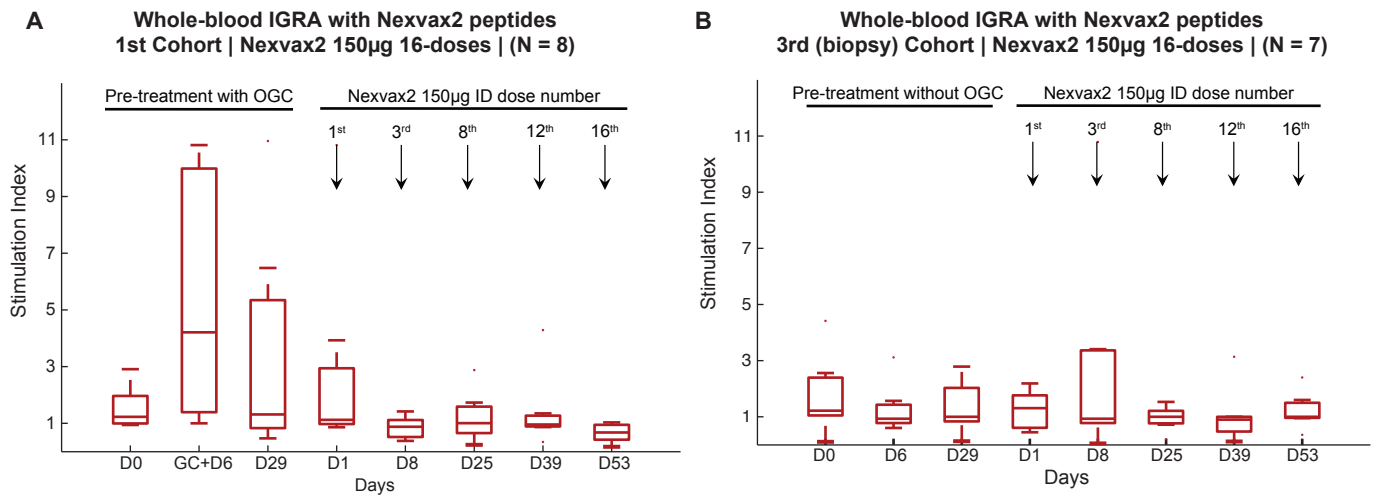 A
Whole-blood IGRA with Nexvax2 peptides
1st Cohort | Nexvax2 150µg 16-doses | (N = 8)
Pre-treatment with OGC
Nexvax2 150µg ID dose number
1st
3rd
8th
12th
16th
Stimulation Index
11
9
7
5
3
1
D0
GC+D6
D29
D1
D8
D25
D39
D53
Days
B
Whole-blood IGRA with Nexvax2 peptides
3rd (biopsy) Cohort | Nexvax2 150µg 16-doses | (N = 7)
Pre-treatment without OGC
Nexvax2 150µg ID dose number
1st
3rd
8th
12th
16th
Stimulation Index
11
9
7
5
3
1
D0
D6
D29
D1
D8
D25
D39
D53
Days